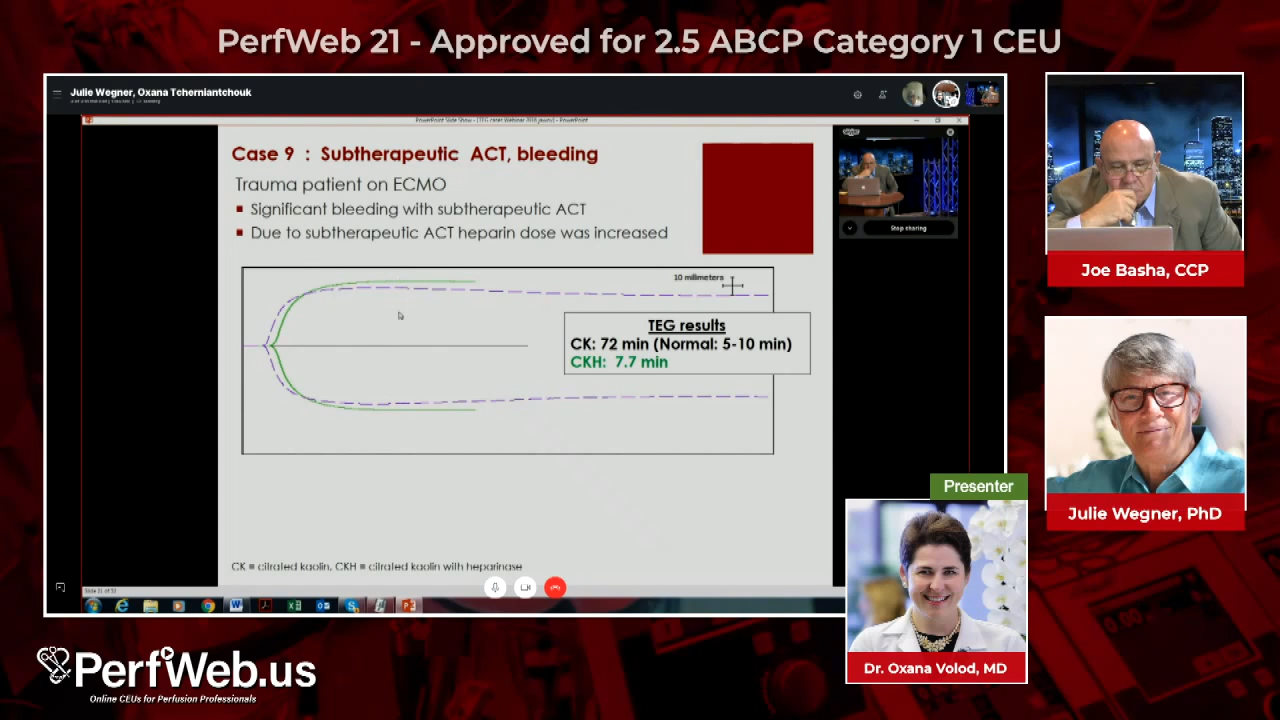 PerfWeb 21 - Approved for 2.5 ABCP Category 1 CEU
Julie Wegner, Oxana Tcherniantchouk
Case 9 : Subtherapeutic ACT, bleeding
Trauma patient on ECMO
Significant bleeding with subtherapeutic ACT
Due to subtherapeutic ACT heparin dose was increased
10 millimeters
TEG results
CK: 72 min (Normal: 5-10 min)
CKH: 7.7 min
CK = citrated kaolin, CKH = citrated kaolin with heparinase
Stop sharing
Joe Basha, CCP
Julie Wegner, PhD
Presenter
Dr. Oxana Volod, MD
PerfWeb.us
Online CEUs for Perfusion Professionals